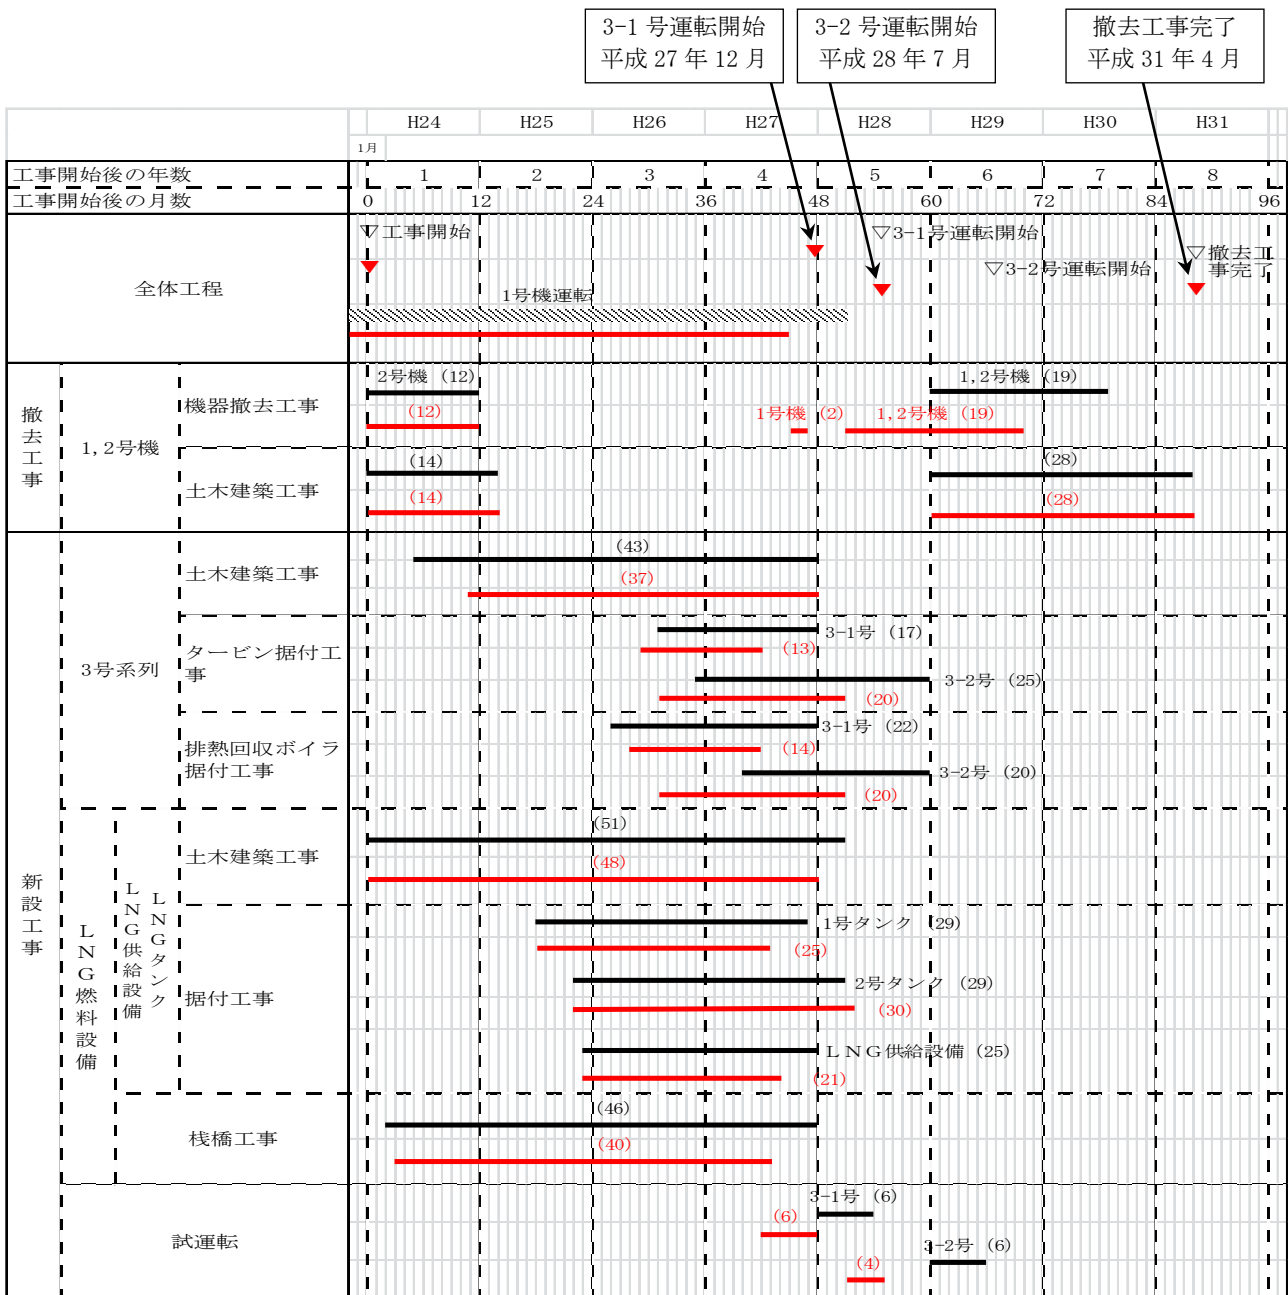 3-1 号運転開始
平成 27 年 12 月
3-2 号運転開始
平成 28 年 7 月
撤去工事完了
平成 31 年 4 月
H24 H25 H26 H27 H28 H29 H30 H31
1月
工事開始後の年数 1 2 3 4 5 6 7 8
工事開始後の月数 0 12 24 36 48 60 72 84 96
全体工程
▽工事開始
▽3-1号運転開始
▽3-2号運転開始
▽撤去工
事完了
1号機運転
撤去工事
1,2号機
機器撤去工事
2号機 (12)
1,2号機 (19)
(12)
1号機 (2)
1,2号機 (19)
土木建築工事
(14)
(28)
(14)
(28)
新設工事
3号系列
土木建築工事
(43)
(37)
タービン据付工
事
3-1号 (17)
(13)
3-2号 (25)
(20)
排熱回収ボイラ
据付工事
3-1号 (22)
(14)
3-2号 (20)
(20)
LNG燃料設備
LNGタンク
LNG供給設備
土木建築工事
(51)
(48)
据付工事
1号タンク (29)
(25)
2号タンク (29)
(30)
LNG供給設備 (25)
(21)
桟橋工事
(46)
(40)
試運転
3-1号 (6)
(6)
3-2号 (6)
(4)